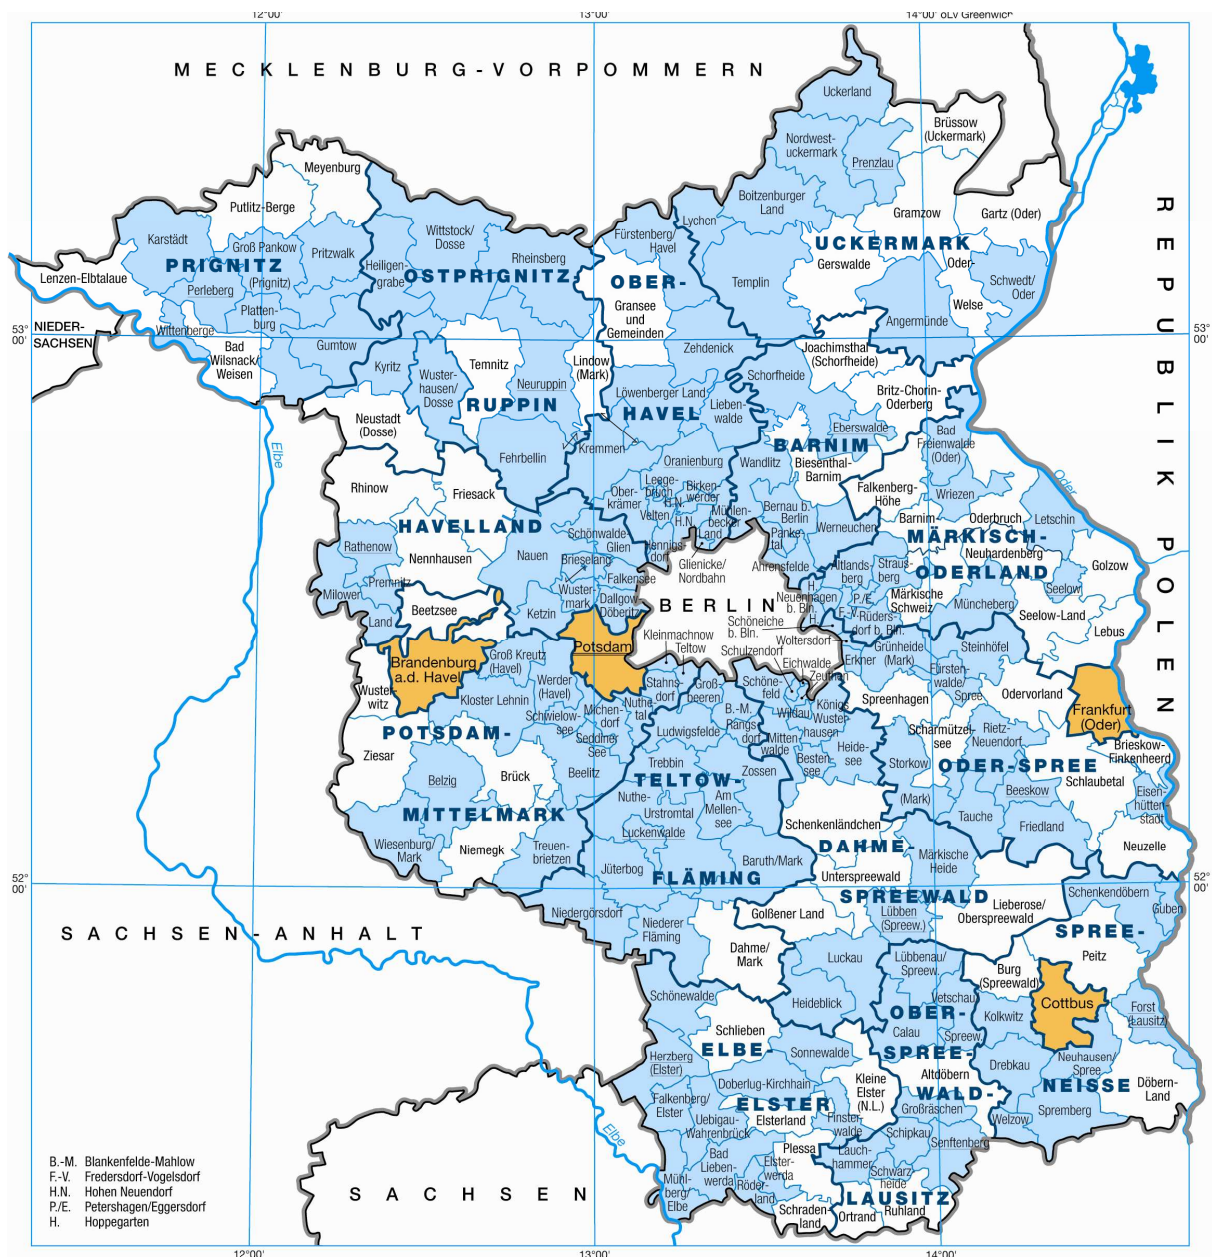 12°00'
13°00'
14°00' ö.L.v Greenwich
MECKLENBURG-VORPOMMERN
Uckerland
Brüssow
(Uckermark)
Nordwest-
uckermark
Prenzlau
Meyenburg
Boitzenburger
Land
Putlitz-Berge
Lychon
Gramzow
Gartz (Oder)
REPUBLIK POLEN
Karstädt
Groß Pankow
(Prignitz)
Pritzwalk
Wittstock/
Dosse
Rheinsberg
Fürstenberg/
Havel
UCKERMARK
Gerswalde
PRIGNITZ
Heiligen-
grabe
OSTPRIGNITZ-
OBER-
Templin
Oder-
Welse
Schwedt/
Oder
Lenzen-Elbtalaue
Perleberg
Platten-
burg
Gransee
und
Gemeinden
Angermünde
NIEDER-
SACHSEN
Wittenberge
53°
00'
53°
00'
Bad
Wilsnack/
Weisen
Gumtow
Kyritz
Wuster-
hausen/
Dosse
Temnitz
Neuruppin
Lindow
(Mark)
Zehdenick
Joachimsthal
(Schorfheide)
Schorfheide
Britz-Chorin-
Oderberg
Löwenberger Land
RUPPIN
HAVEL
Lieben-
walde
Neustadt
(Dosse)
Eberswalde
Bad
Freienwalde
(Oder)
BARNIM
Elbe
Fehrbellin
Kremmen
Oranienburg
Wandlitz
Biesenthal-
Barnim
Oder
Rhinow
Friesack
Ober-
krämer
Leege-
bruch
Birken-
werder
H.N.
Velten
H.N.
Mühlen-
becker
Land
Falkenberg-
Höhe
Wriezen
Bernau b.
Berlin
Werneuchen
Barnim-
Oderbruch
Letschin
HAVELLAND
Schönwalde-
Glien
Panke-
tal
MÄRKISCH-
ODERLAND
Rathenow
Nennhausen
Nauen
Brieselang
Hennigs-
dorf
Glienicke/
Nordbahn
Ahrensfelde
Altlands-
berg
Straus-
berg
Neuhardenberg
Golzow
Premnitz
Milower
Land
Falkensee
Wuster-
mark
Dallgow
Döberitz
BERLIN
H.
Neuenhagen
b. Bln.
H.
P./E.
F.-V.
Rüders-
dorf b. Bln.
Märkische
Schweiz
Müncheberg
Seelow
Seelow-Land
Beetzsee
Ketzin
Schöneiche
b. Bln.
Woltersdorf
Lebus
Kleinmachnow
Teltow
Schulzendorf
Eichwalde
Zeuthen
Erkner
Grünheide
(Mark)
Steinhöfel
Potsdam
Brandenburg
a.d. Havel
Groß Kreutz
(Havel)
Werder
(Havel)
Kloster Lehnin
Stahns-
dorf
Groß-
beeren
Schöne-
feld
Fürsten-
walde/
Spree
Odervorland
Wuster-
witz
Schwielow-
see
Michen-
dorf
Nuthe-
tal
B.-M.
Wildau
Königs
Wuster-
hausen
Spreenhagen
Frankfurt
(Oder)
POTSDAM-
MITTELMARK
Seddiner
See
Ludwigsfelde
Rangs-
dorf
Mitten-
walde
Scharmützel-
see
Rietz-
Neuendorf
Brieskow-
Finkenheerd
Ziesar
Brück
Beelitz
Trebbin
Zossen
Besten-
see
Heide-
see
Storkow
(Mark)
ODER-SPREE
Schlaubetal
Belzig
TELTOW-
FLÄMING
Nuthe-
Urstromtal
Am
Mellen-
see
Beeskow
Eisen-
hütten-
stadt
Luckenwalde
Schenkenländchen
Tauche
Friedland
Wiesenburg/
Mark
Niemegk
Treuen-
brietzen
DAHME-
SPREEWALD
Märkische
Heide
Neuzelle
Jüterbog
Baruth/Mark
Unterspreewald
52°
00'
52°
00'
Lieberose/
Oberspreewald
Schenkendöbern
Guben
Niedergörsdorf
Niederer
Fläming
Golßener Land
Lübben
(Spreew.)
SACHSEN-ANHALT
Dahme/
Mark
Luckau
Lübbenau/
Spreew.
Burg
(Spreewald)
SPREE-
NEISSE
Peitz
Schönewalde
Heideblick
Vetschau/
Spreew.
Kolkwitz
Cottbus
Forst
(Lausitz)
OBER-
SPREE-
WALD-
LAUSITZ
Schlieben
Calau
ELBE-
ELSTER
Herzberg
(Elster)
Sonnewalde
Altdöbern
Drebkau
Neuhausen/
Spree
Döbern-
Land
Doberlug-Kirchhain
Kleine
Elster
(N.L.)
Großräschen
Falkenberg/
Elster
Elsterland
Finster-
walde
Welzow
Spremberg
Uebigau-
Wahrenbrück
Schipkau
Senftenberg
Elbe
Plessa
Lauch-
hammer
Bad
Lieben-
werda
Elster-
werda
Schwarz-
heide
Mühl-
berg/
Elbe
Röder-
land
Schraden-
land
Ortrand
Ruhland
SACHSEN
B.-M. Blankenfelde-Mahlow
F.-V. Fredersdorf-Vogelsdorf
H.N. Hohen Neuendorf
P./E. Petershagen/Eggersdorf
H. Hoppegarten
12°00'
13°00'
14°00'